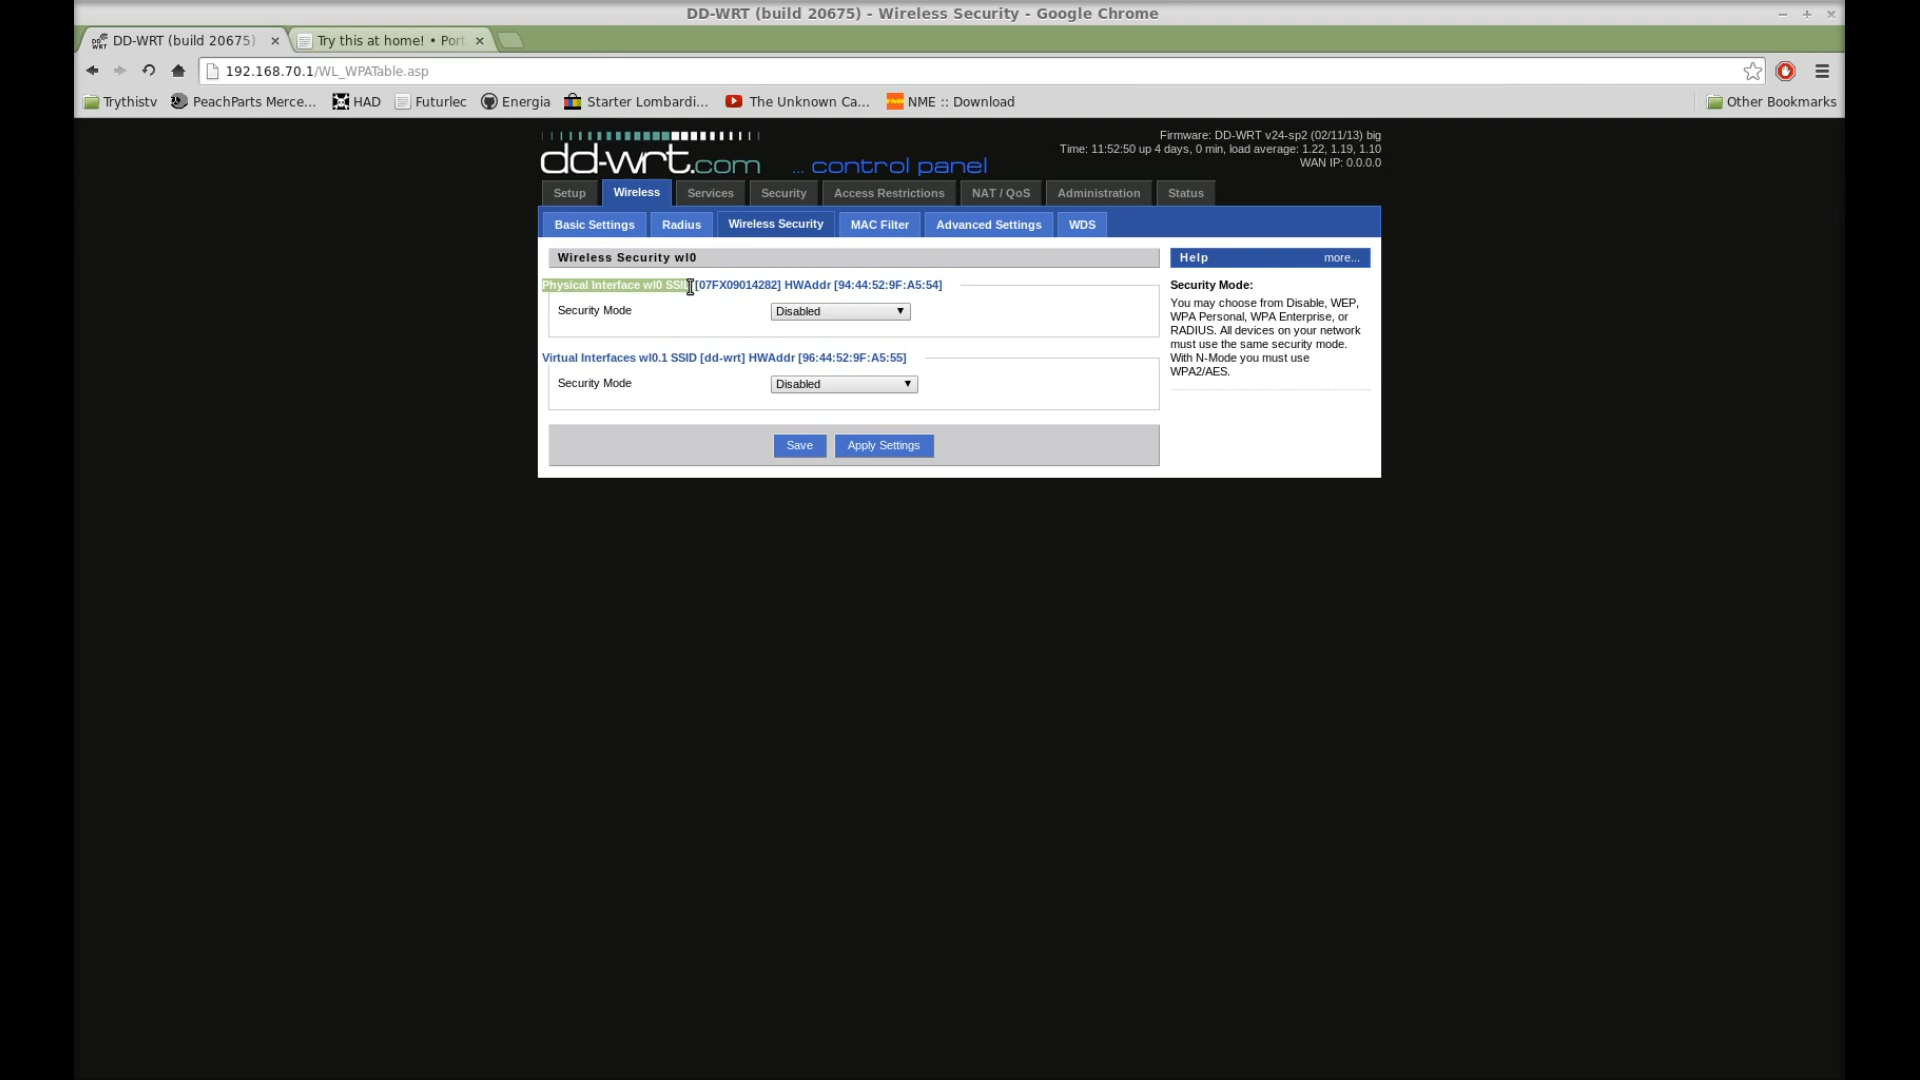 DD-WRT (build 20675) - Wireless Security - Google Chrome
DD-WRT (build 20675)
Try this at home! • Port
192.168.70.1/WL_WPATable.asp
Trythistv
PeachParts Merce...
HAD
Futurlec
Energia
Starter Lombardi...
The Unknown Ca...
NME :: Download
Other Bookmarks
dd-wrt.com ... control panel
Firmware: DD-WRT v24-sp2 (02/11/13) big
Time: 11:52:50 up 4 days, 0 min, load average: 1.22, 1.19, 1.10
WAN IP: 0.0.0.0
Setup Wireless Services Security Access Restrictions NAT / QoS Administration Status
Basic Settings Radius Wireless Security MAC Filter Advanced Settings WDS
Wireless Security wl0
Physical Interface wl0 SSID [07FX09014282] HWAddr [94:44:52:9F:A5:54]
Security Mode Disabled
Virtual Interfaces wl0.1 SSID [dd-wrt] HWAddr [96:44:52:9F:A5:55]
Security Mode Disabled
Save Apply Settings
Help more...
Security Mode:
You may choose from Disable, WEP,
WPA Personal, WPA Enterprise, or
RADIUS. All devices on your network
must use the same security mode.
With N-Mode you must use
WPA2/AES.